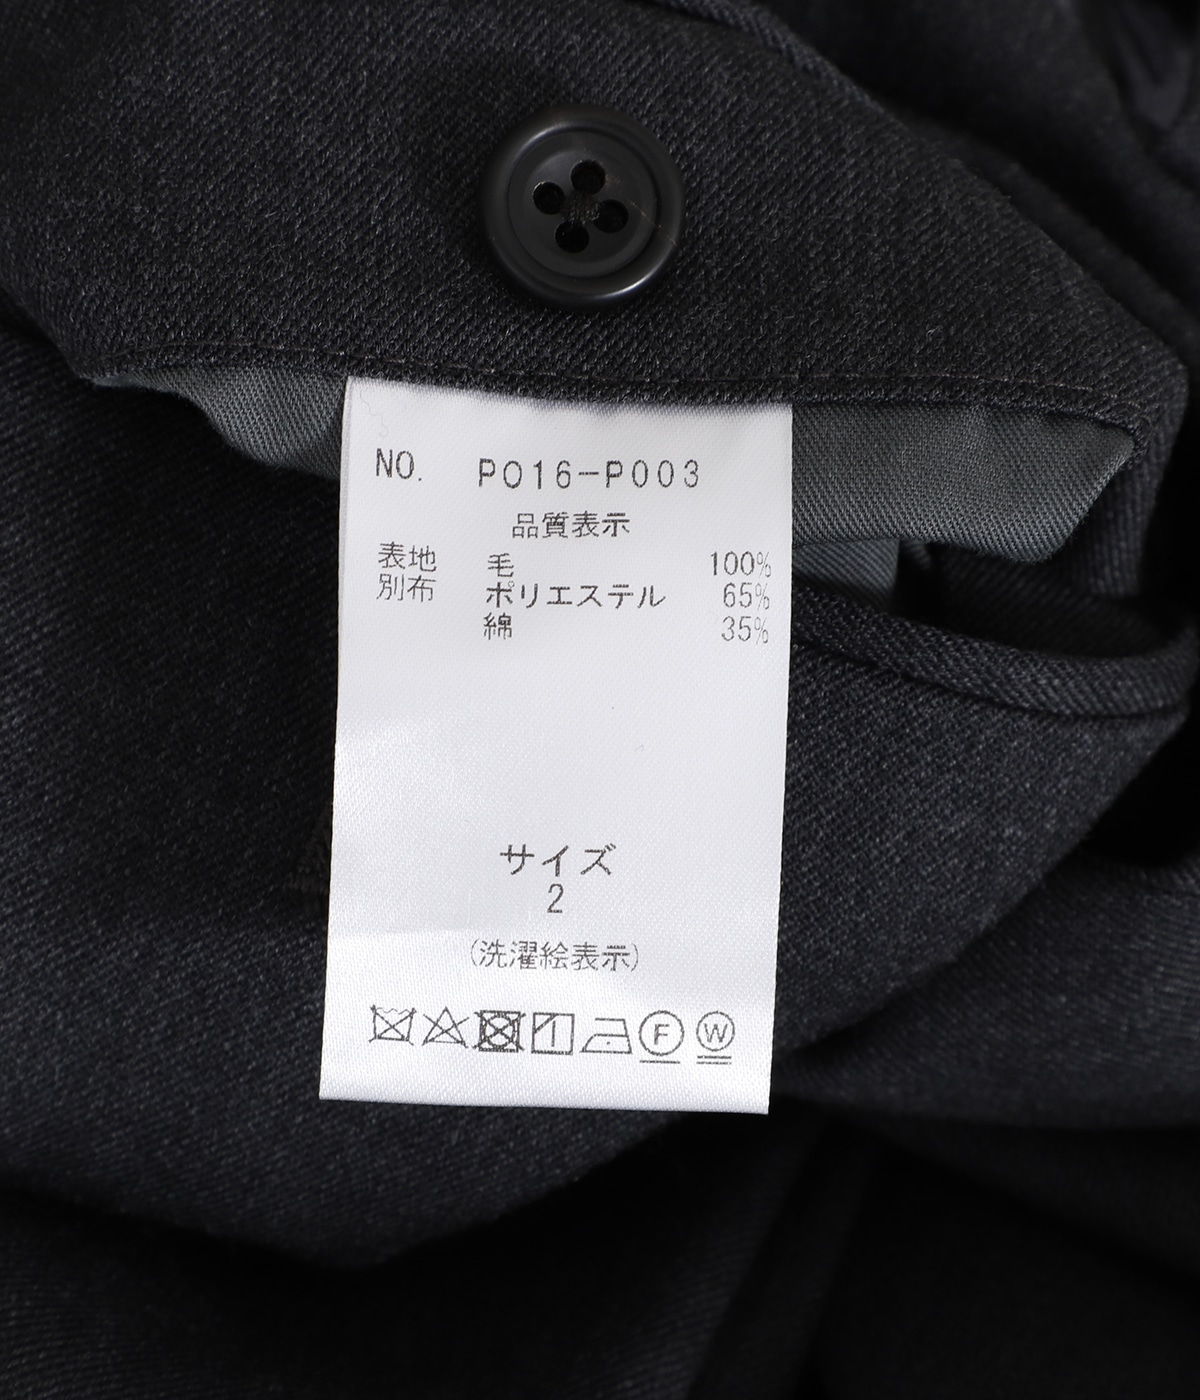 NO. PO16-P003
品質表示
表地 毛 100%
別布 ポリエステル 65%
綿 35%
サイズ
2
(洗濯絵表示)
F W